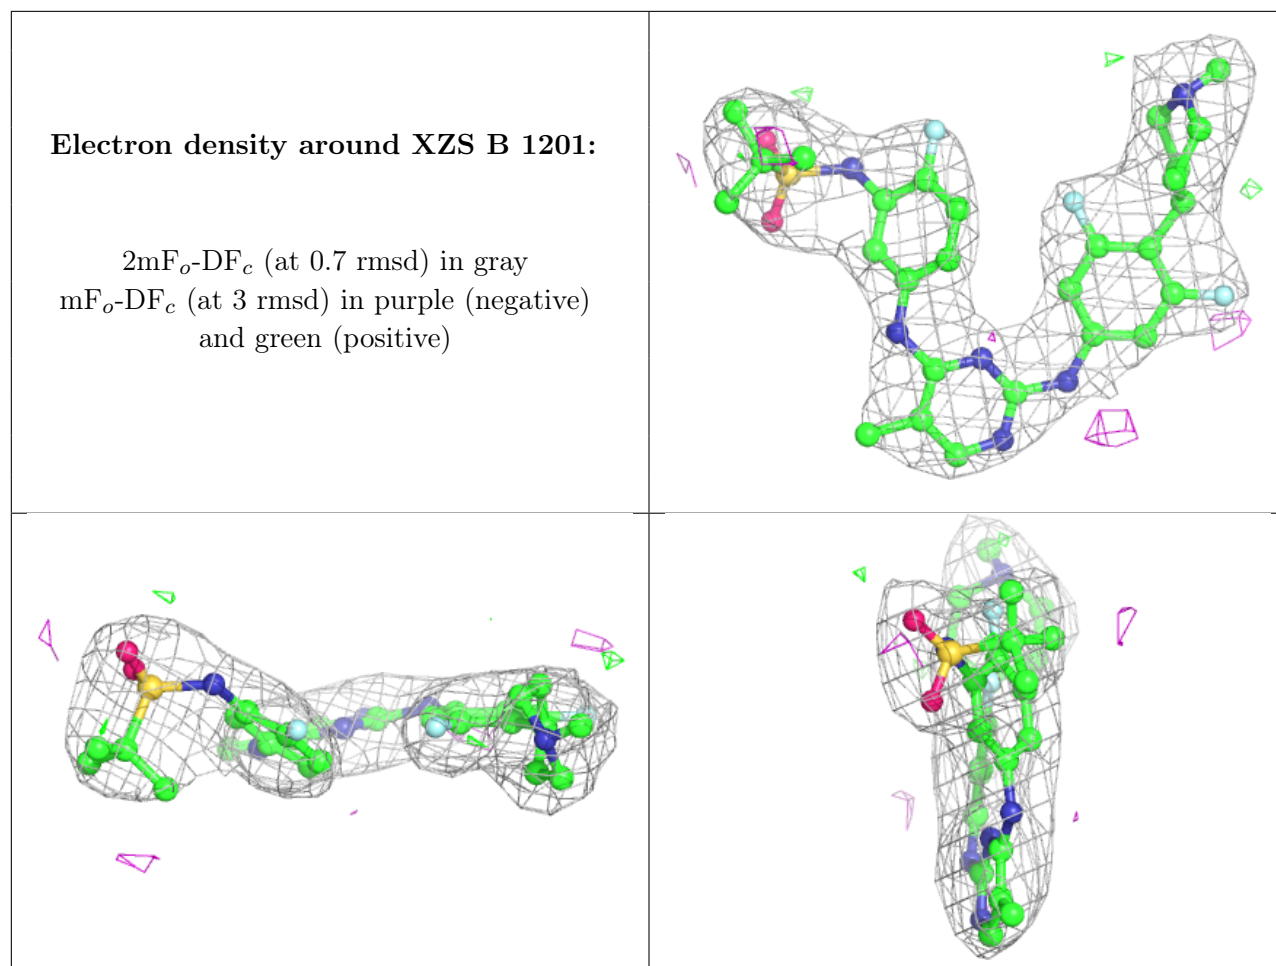 Electron density around XZS B 1201:
2mFo-DFc (at 0.7 rmsd) in gray
mFo-DFc (at 3 rmsd) in purple (negative)
and green (positive)